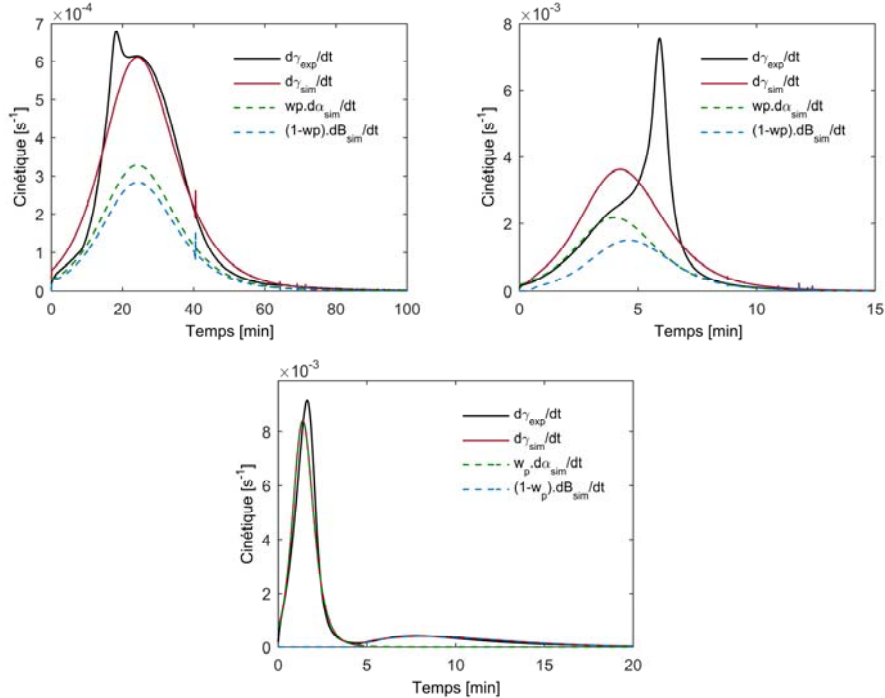 ×10⁻⁴
7
6
5
4
3
2
1
0
Cinétique [s⁻¹]
dγexp/dt
dγsim/dt
wp.dαsim/dt
(1-wp).dBsim/dt
0 20 40 60 80 100
Temps [min]
×10⁻³
8
6
4
2
0
Cinétique [s⁻¹]
dγexp/dt
dγsim/dt
wp.dαsim/dt
(1-wp).dBsim/dt
0 5 10 15
Temps [min]
×10⁻³
8
6
4
2
0
Cinétique [s⁻¹]
dγexp/dt
dγsim/dt
wp.dαsim/dt
(1-wp).dBsim/dt
0 5 10 15 20
Temps [min]